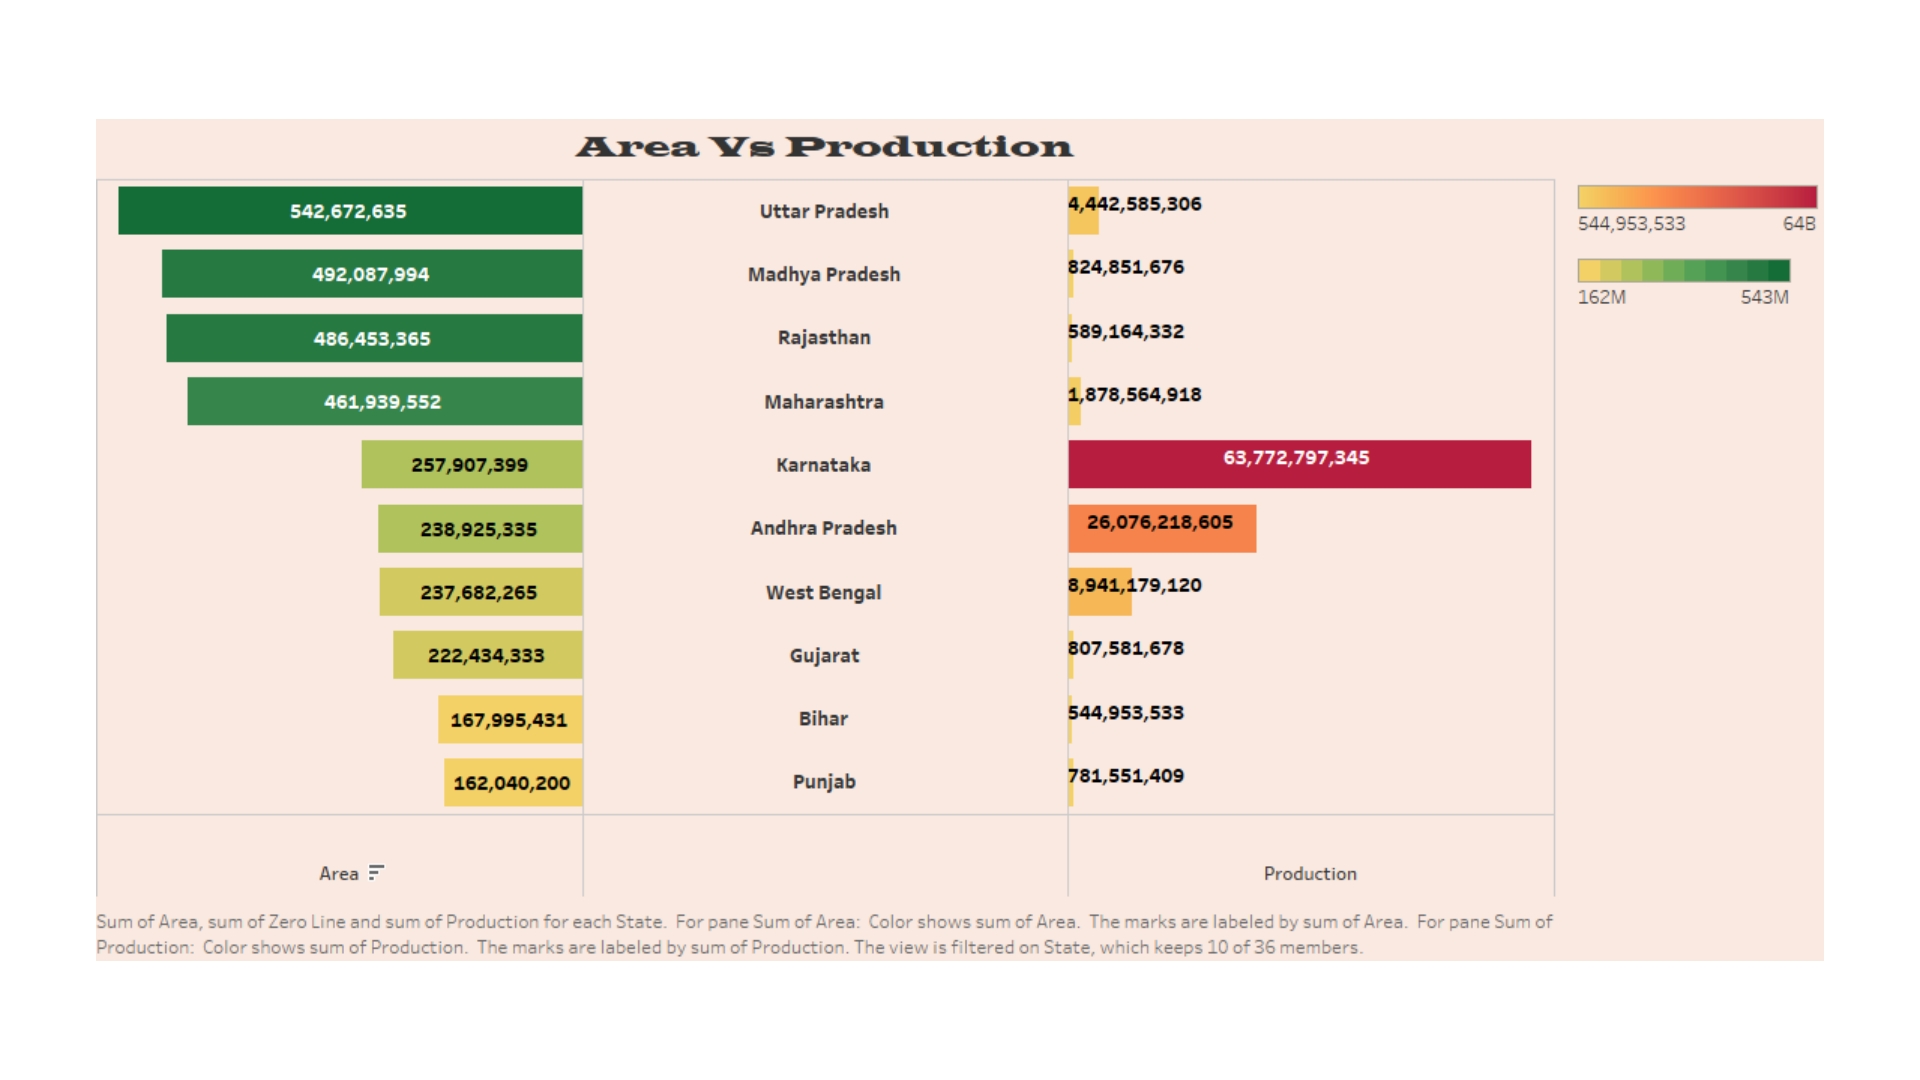 Area Vs Production
542,672,635 Uttar Pradesh 4,442,585,306
492,087,994 Madhya Pradesh 824,851,676
486,453,365 Rajasthan 589,164,332
461,939,552 Maharashtra 1,878,564,918
257,907,399 Karnataka 63,772,797,345
238,925,335 Andhra Pradesh 26,076,218,605
237,682,265 West Bengal 8,941,179,120
222,434,333 Gujarat 807,581,678
167,995,431 Bihar 544,953,533
162,040,200 Punjab 781,551,409
Area Production
544,953,533 64B
162M 543M
Sum of Area, sum of Zero Line and sum of Production for each State. For pane Sum of Area: Color shows sum of Area. The marks are labeled by sum of Area. For pane Sum of
Production: Color shows sum of Production. The marks are labeled by sum of Production. The view is filtered on State, which keeps 10 of 36 members.